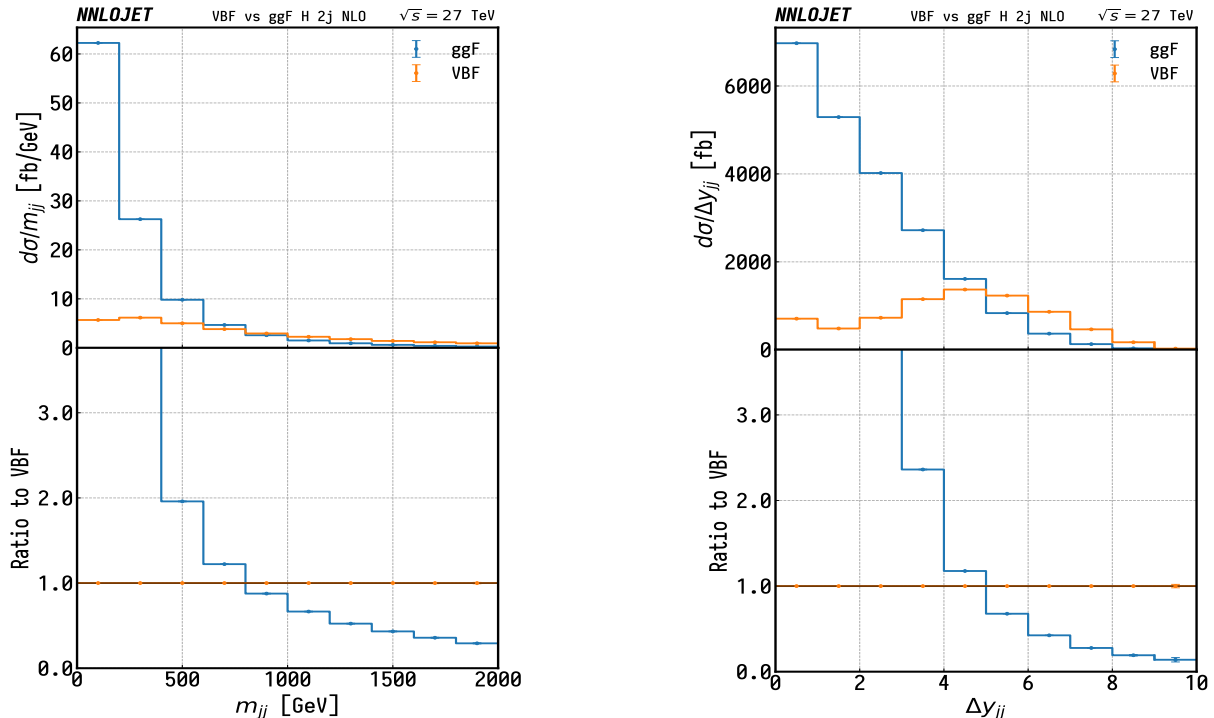 NNLOJET VBF vs ggF H 2j NLO √s = 27 TeV
ggF
VBF
dσ/m_jj [fb/GeV]
60
50
40
30
20
10
0
Ratio to VBF
3.0
2.0
1.0
0.0
0 500 1000 1500 2000
m_jj [GeV]
NNLOJET VBF vs ggF H 2j NLO √s = 27 TeV
ggF
VBF
dσ/Δy_jj [fb]
6000
4000
2000
0
Ratio to VBF
3.0
2.0
1.0
0.0
0 2 4 6 8 10
Δy_jj